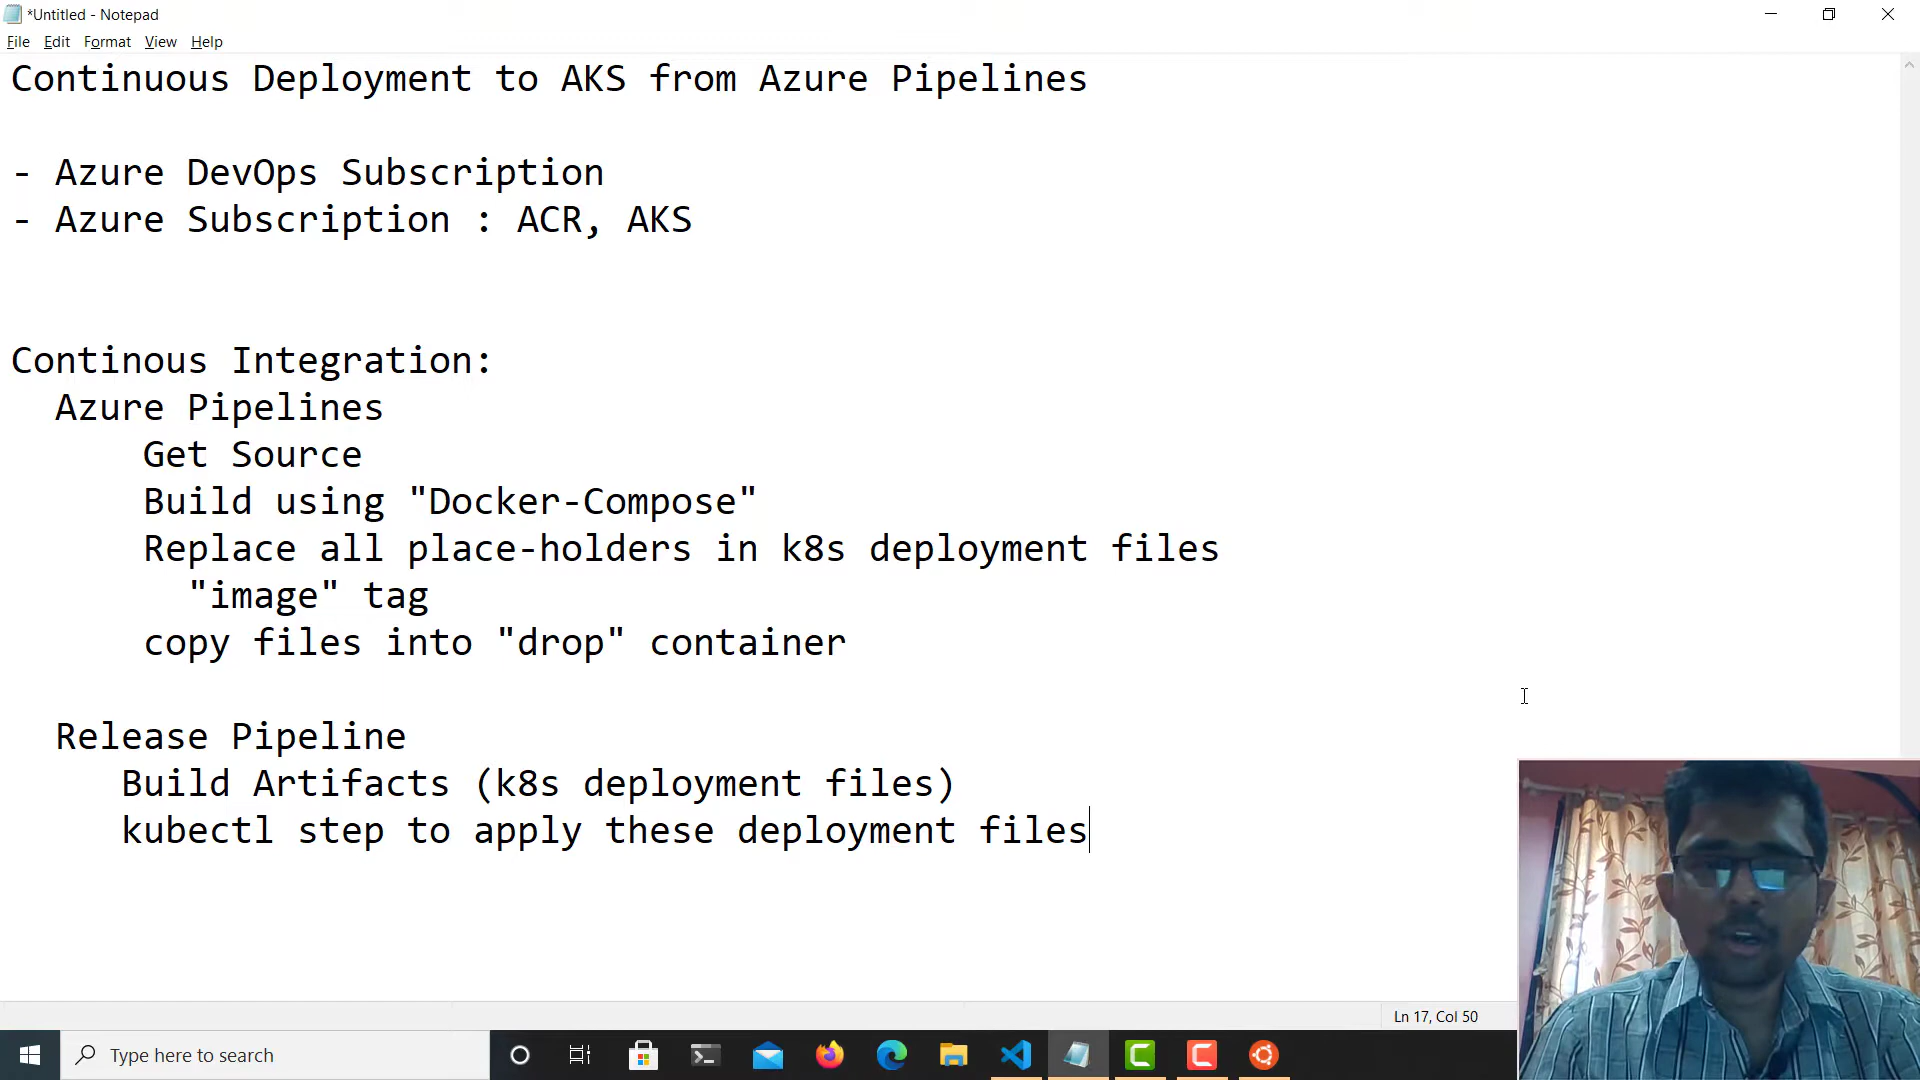 *Untitled - Notepad
File Edit Format View Help
Continuous Deployment to AKS from Azure Pipelines
- Azure DevOps Subscription
- Azure Subscription : ACR, AKS
Continous Integration:
Azure Pipelines
Get Source
Build using "Docker-Compose"
Replace all place-holders in k8s deployment files
"image" tag
copy files into "drop" container
Release Pipeline
Build Artifacts (k8s deployment files)
kubectl step to apply these deployment files
Ln 17, Col 50
Type here to search